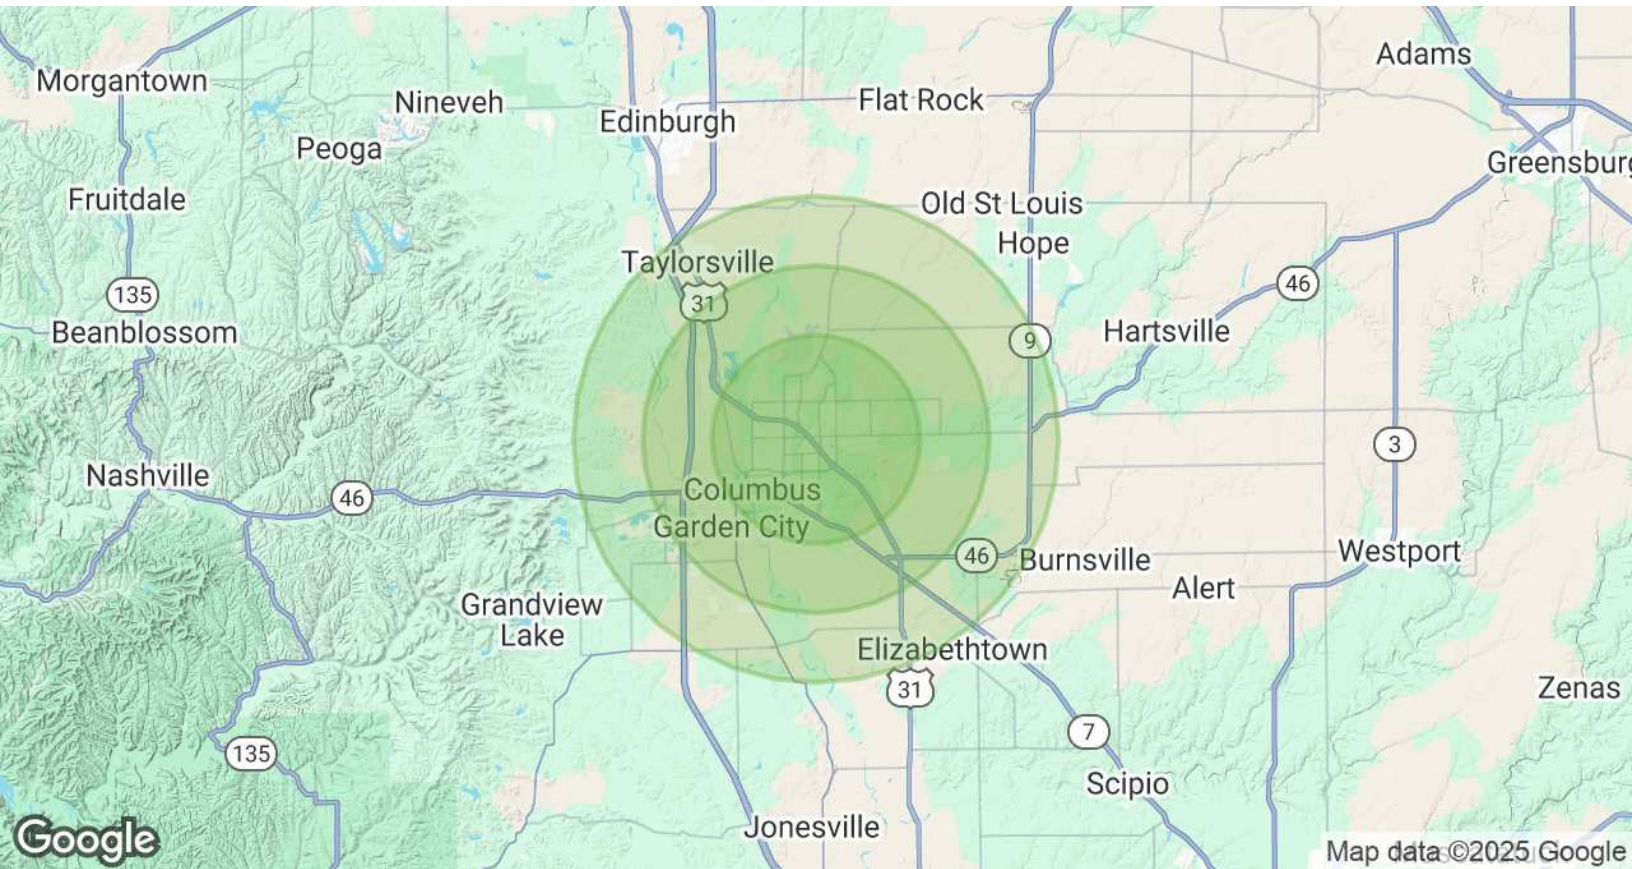 Adams
Morgantown
Nineveh
Flat Rock
Edinburgh
Peoga
Greensburg
Fruitdale
Old St Louis
Hope
Taylorsville
46
135
31
Beanblossom
9
Hartsville
3
Nashville
46
Columbus
Garden City
46
Burnsville
Westport
Alert
Grandview
Lake
Elizabethtown
31
Zenas
7
135
Scipio
Jonesville
Google
Map data ©2025 Google